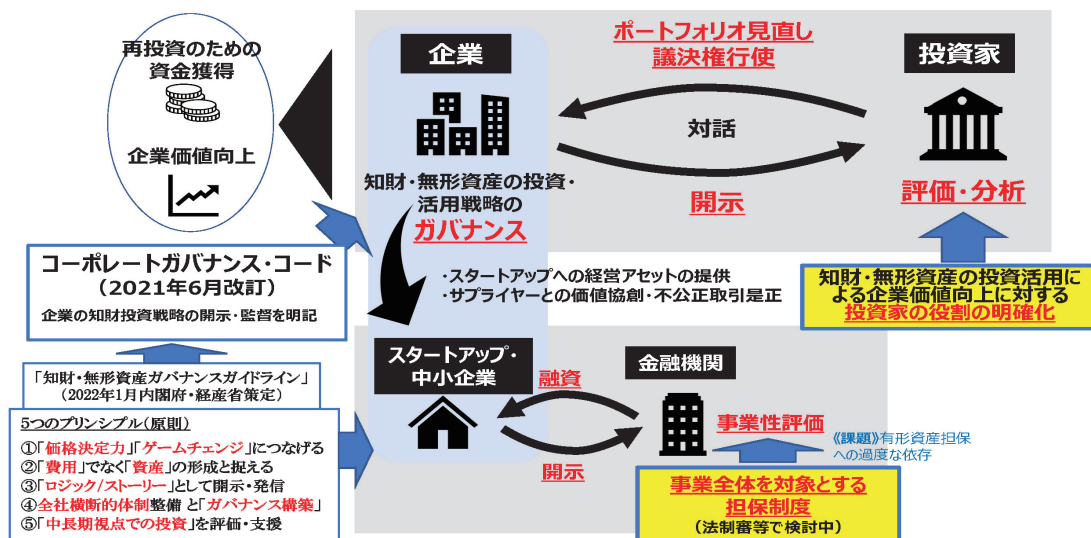 再投資のための
資金獲得
企業価値向上
企業
知財・無形資産の投資・
活用戦略の
ガバナンス
ポートフォリオ見直し
議決権行使
対話
開示
投資家
評価・分析
コーポレートガバナンス・コード
（2021年6月改訂）
企業の知財投資戦略の開示・監督を明記
・スタートアップへの経営アセットの提供
・サプライヤーとの価値協創・不公正取引是正
知財・無形資産の投資活用に
よる企業価値向上に対する
投資家の役割の明確化
「知財・無形資産ガバナンスガイドライン」
（2022年1月内閣府・経産省策定）
5つのプリンシプル（原則）
①「価格決定力」「ゲームチェンジ」につなげる
②「費用」でなく「資産」の形成と捉える
③「ロジック/ストーリー」として開示・発信
④全社横断的体制整備 と「ガバナンス構築」
⑤「中長期視点での投資」を評価・支援
スタートアップ・
中小企業
融資
開示
金融機関
事業性評価
《課題》有形資産担保
への過度な依存
事業全体を対象とする
担保制度
（法制審等で検討中）